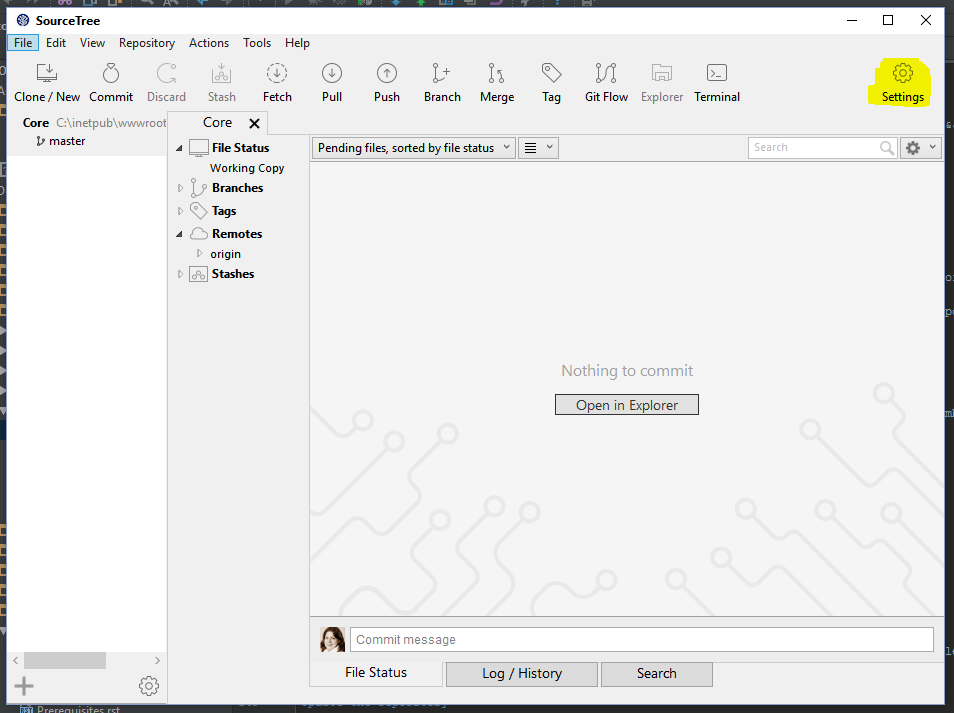 SourceTree
File Edit View Repository Actions Tools Help
Clone / New Commit Discard Stash Fetch Pull Push Branch Merge Tag Git Flow Explorer Terminal Settings
Core C:\inetpub\wwwroot
master
Core
File Status
Working Copy
Branches
Tags
Remotes
origin
Stashes
Pending files, sorted by file status
Search
Nothing to commit
Open in Explorer
Commit message
File Status Log / History Search
Prerequisites.rst